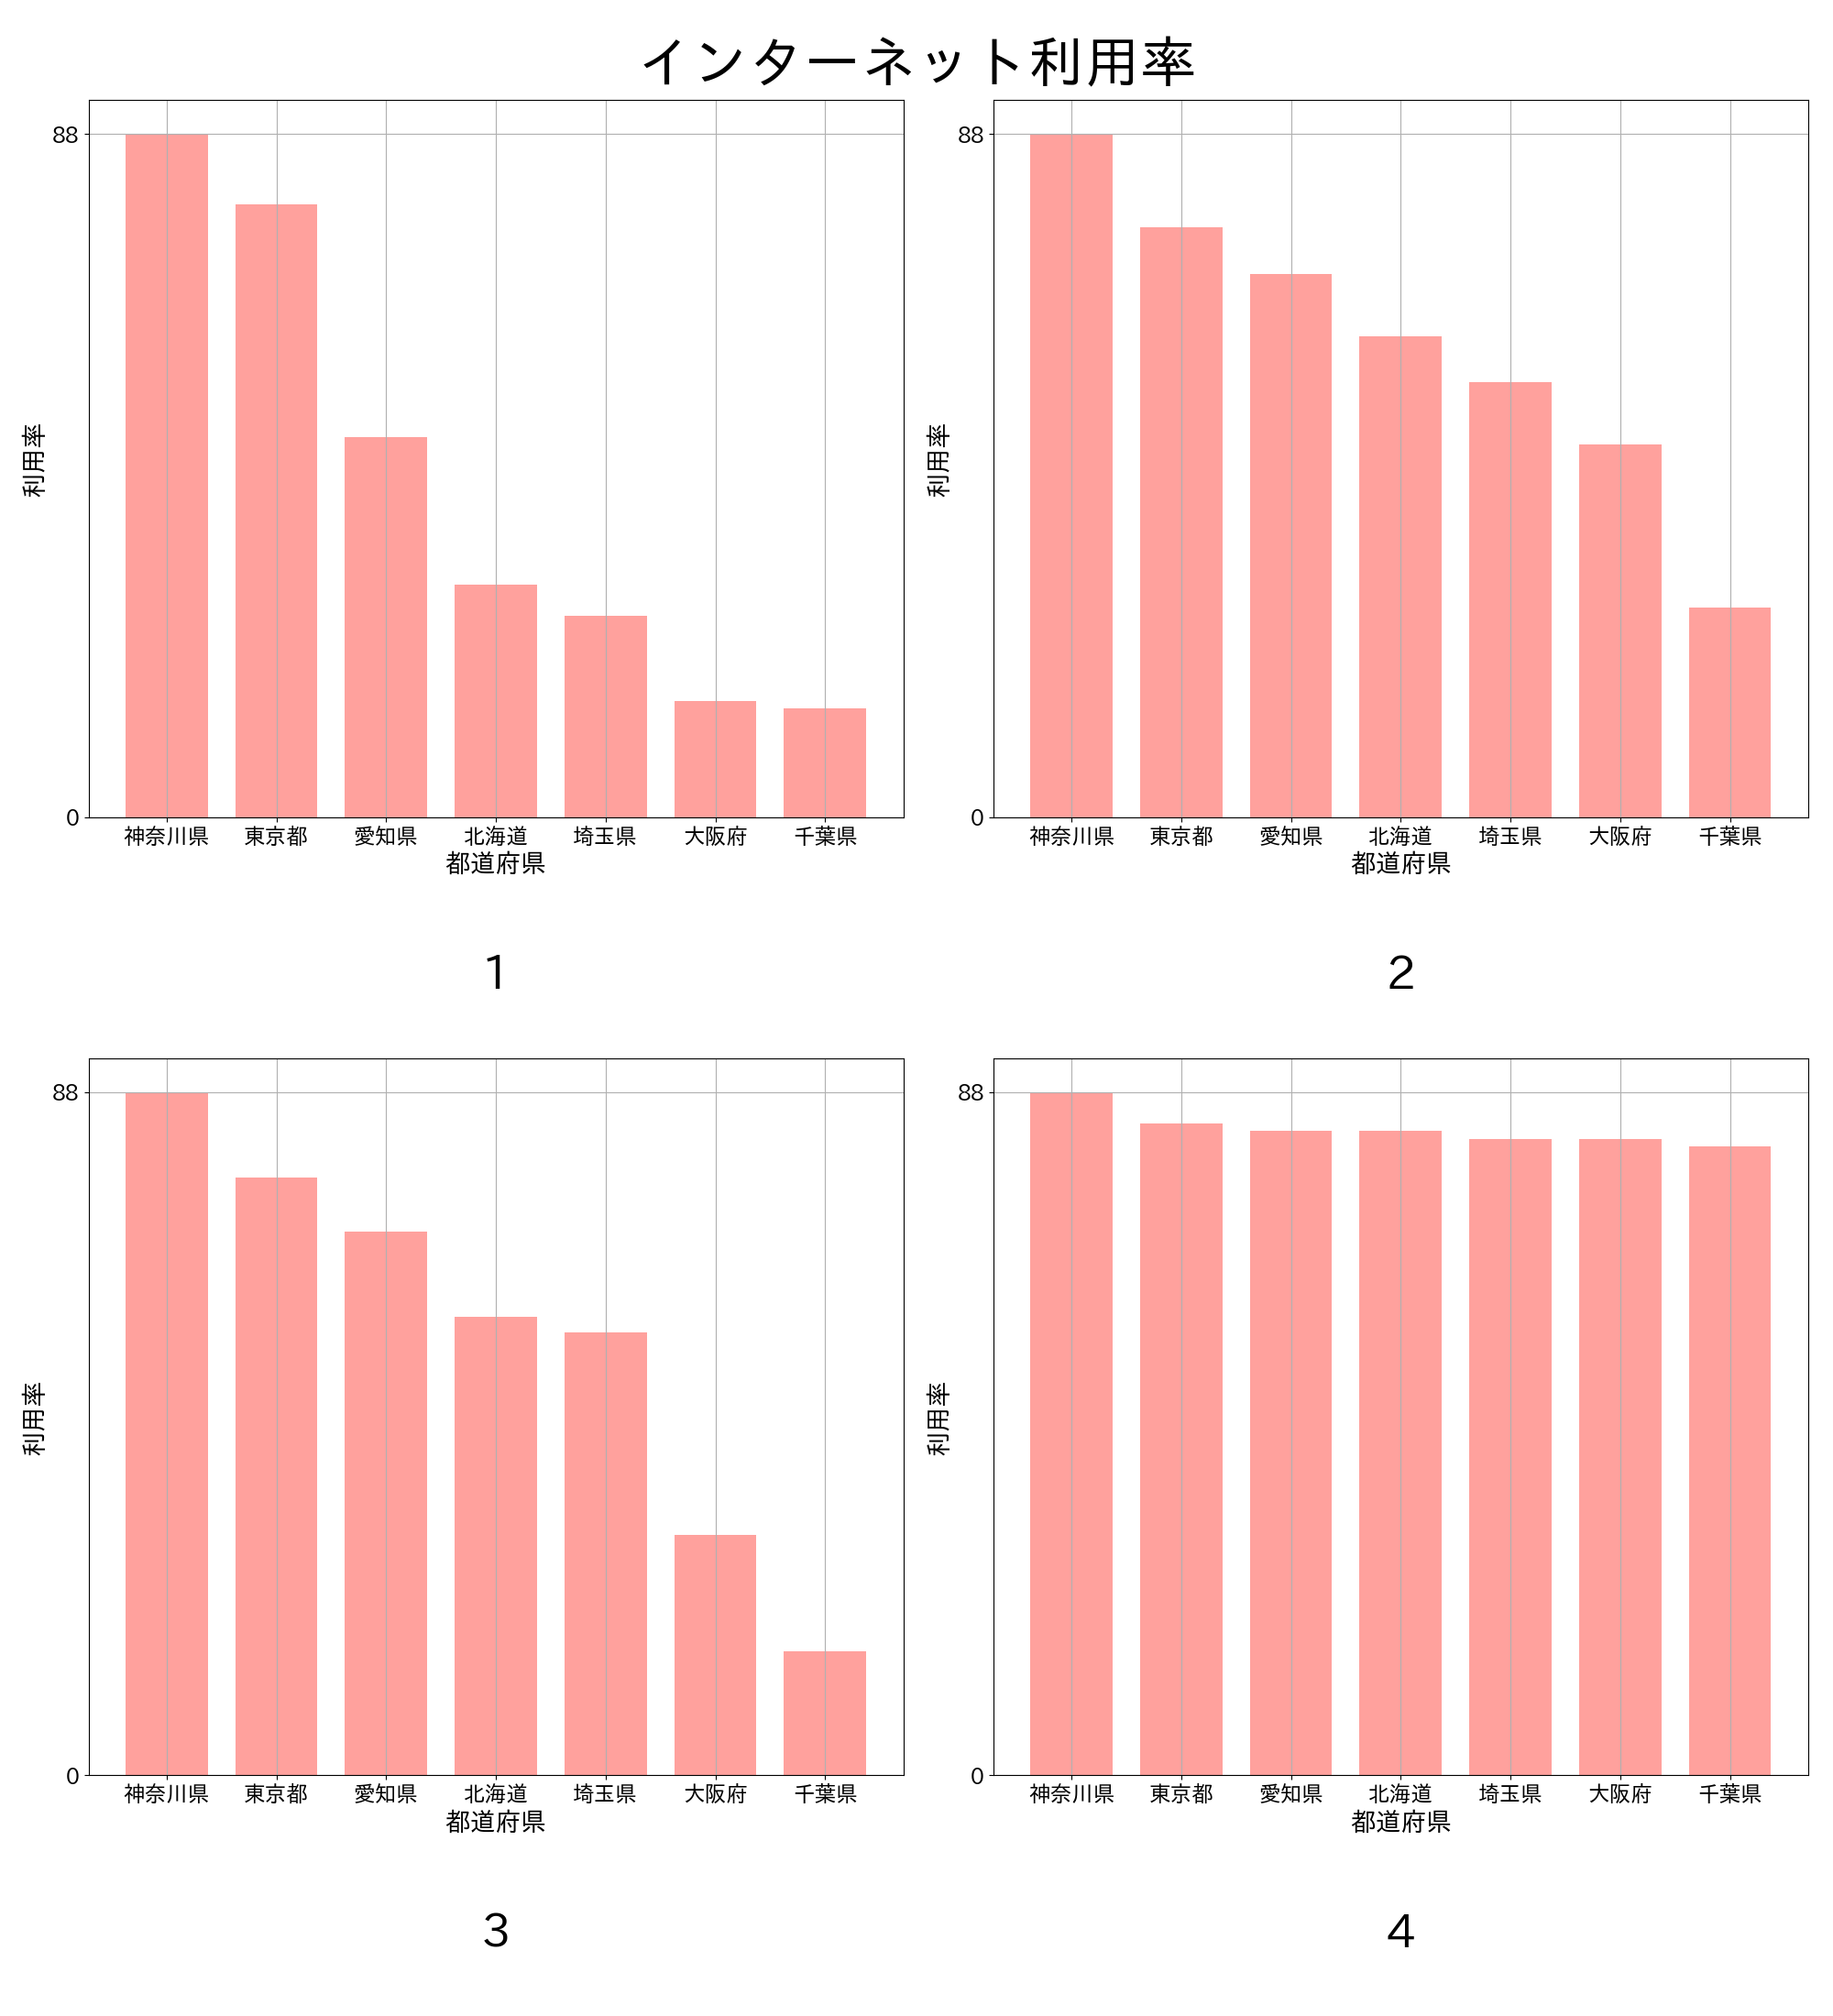 インターネット利用率
88
0
利用率
神奈川県 東京都 愛知県 北海道 埼玉県 大阪府 千葉県
都道府県
1
88
0
利用率
神奈川県 東京都 愛知県 北海道 埼玉県 大阪府 千葉県
都道府県
2
88
0
利用率
神奈川県 東京都 愛知県 北海道 埼玉県 大阪府 千葉県
都道府県
3
88
0
利用率
神奈川県 東京都 愛知県 北海道 埼玉県 大阪府 千葉県
都道府県
4